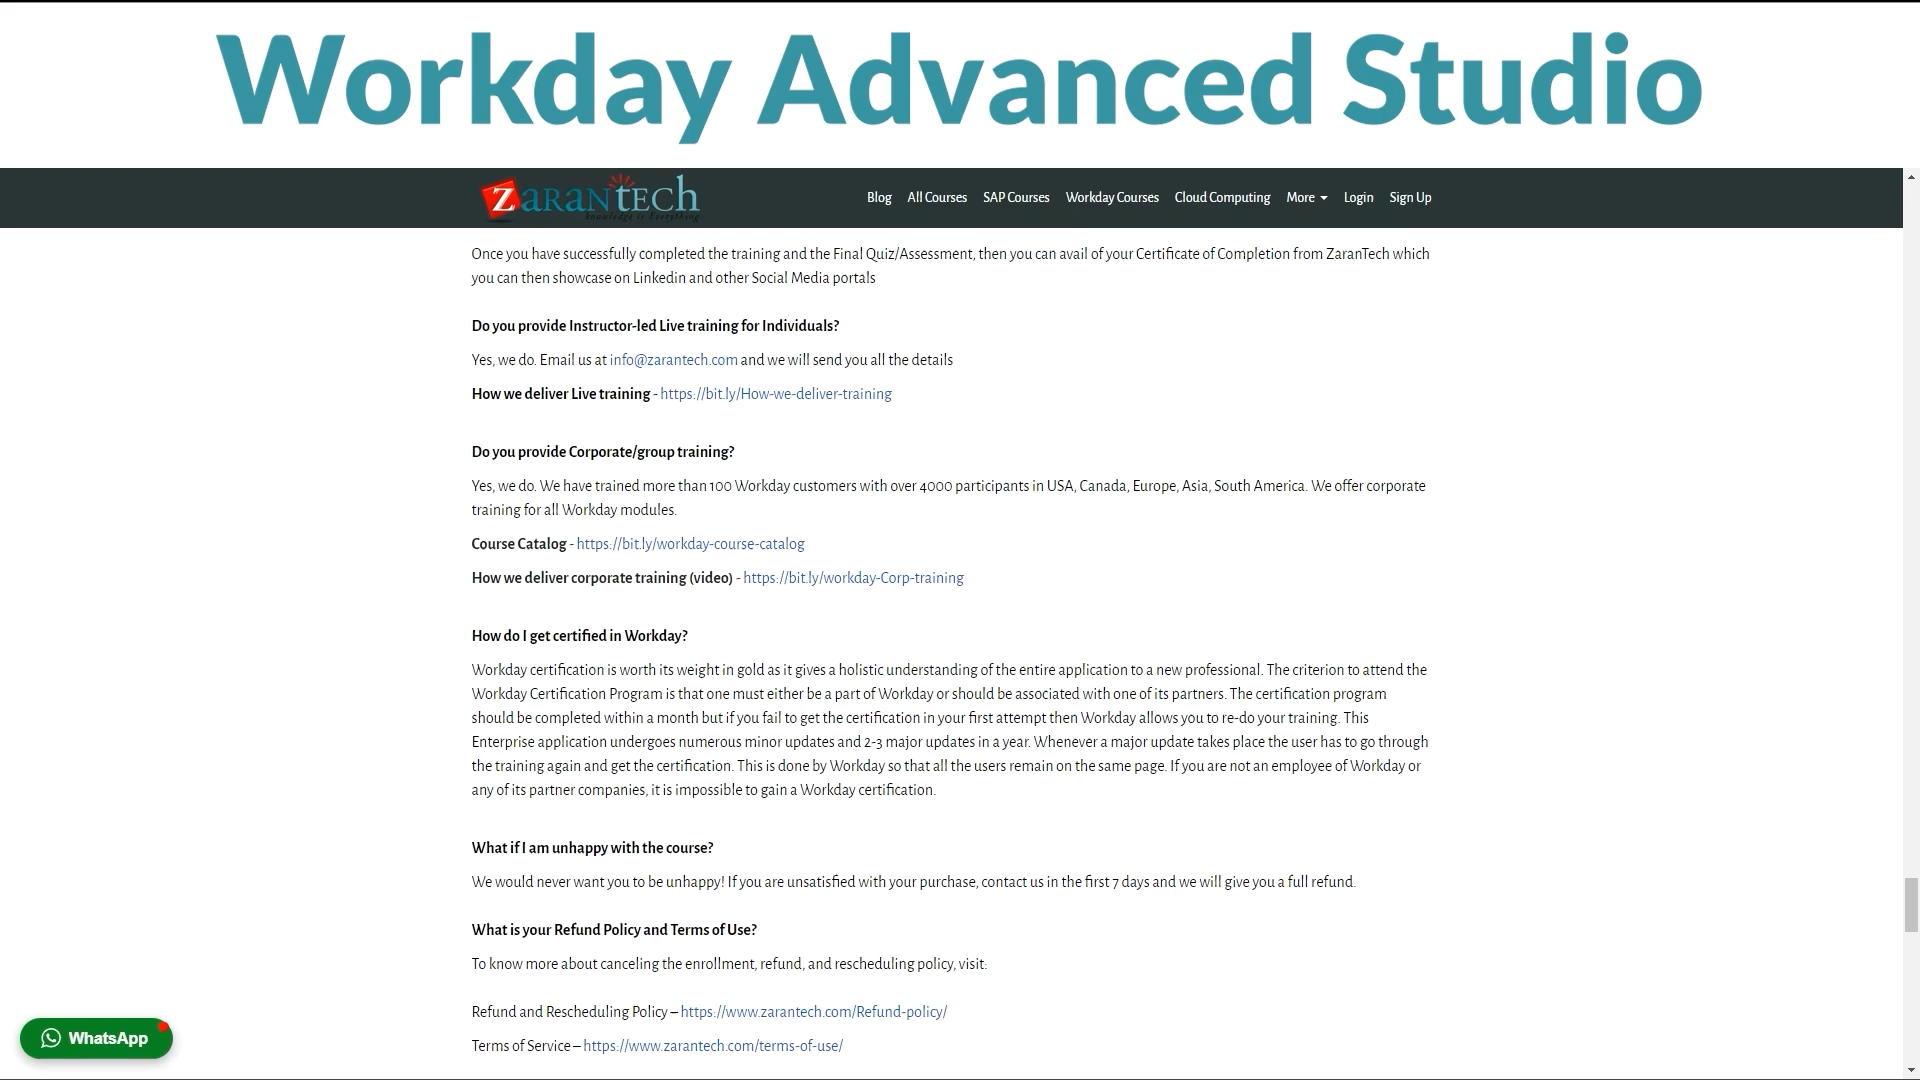 Workday Advanced Studio
ZARANTECH
knowledge is Everything
Blog All Courses SAP Courses Workday Courses Cloud Computing More Login Sign Up
Once you have successfully completed the training and the Final Quiz/Assessment, then you can avail of your Certificate of Completion from ZaranTech which
you can then showcase on Linkedin and other Social Media portals
Do you provide Instructor-led Live training for Individuals?
Yes, we do. Email us at info@zarantech.com and we will send you all the details
How we deliver Live training - https://bit.ly/How-we-deliver-training
Do you provide Corporate/group training?
Yes, we do. We have trained more than 100 Workday customers with over 4000 participants in USA, Canada, Europe, Asia, South America. We offer corporate
training for all Workday modules.
Course Catalog - https://bit.ly/workday-course-catalog
How we deliver corporate training (video) - https://bit.ly/workday-Corp-training
How do I get certified in Workday?
Workday certification is worth its weight in gold as it gives a holistic understanding of the entire application to a new professional. The criterion to attend the
Workday Certification Program is that one must either be a part of Workday or should be associated with one of its partners. The certification program
should be completed within a month but if you fail to get the certification in your first attempt then Workday allows you to re-do your training. This
Enterprise application undergoes numerous minor updates and 2-3 major updates in a year. Whenever a major update takes place the user has to go through
the training again and get the certification. This is done by Workday so that all the users remain on the same page. If you are not an employee of Workday or
any of its partner companies, it is impossible to gain a Workday certification.
What if I am unhappy with the course?
We would never want you to be unhappy! If you are unsatisfied with your purchase, contact us in the first 7 days and we will give you a full refund.
What is your Refund Policy and Terms of Use?
To know more about canceling the enrollment, refund, and rescheduling policy, visit:
Refund and Rescheduling Policy – https://www.zarantech.com/Refund-policy/
Terms of Service – https://www.zarantech.com/terms-of-use/
WhatsApp